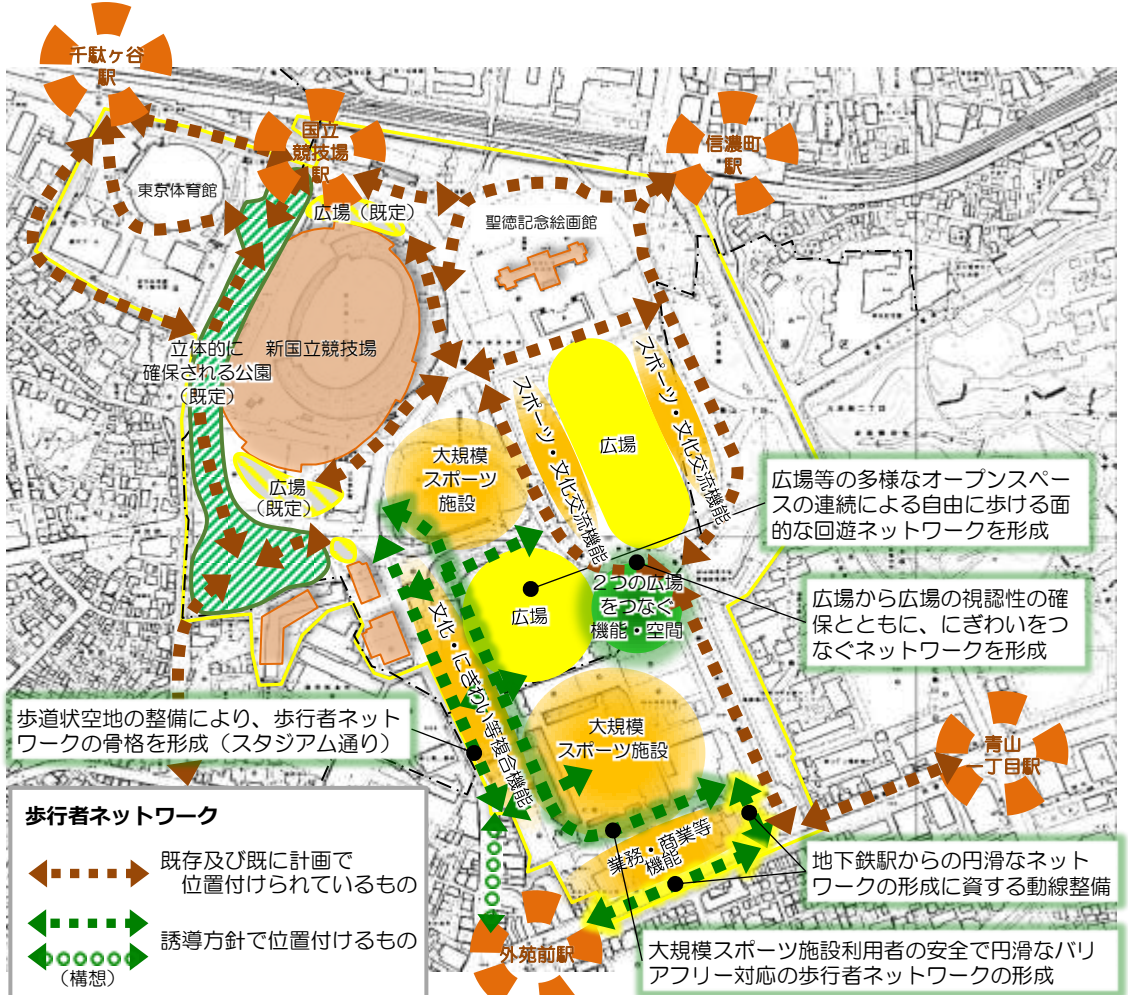 千駄ヶ谷
駅
国立
競技場
駅
信濃町
駅
東京体育館
広場（既定）
聖徳記念絵画館
立体的に
確保される公園
（既定）
新国立競技場
スポーツ・文化交流機能
スポーツ・文化交流機能
広場
大規模
スポーツ
施設
広場
（既定）
広場等の多様なオープンスペ
ースの連続による自由に歩ける面
的な回遊ネットワークを形成
広場
２つの広場
をつなぐ
機能・空間
広場から広場の視認性の確
保とともに、にぎわいをつ
なぐネットワークを形成
文化・にぎわい等複合機能
歩道状空地の整備により、歩行者ネット
ワークの骨格を形成（スタジアム通り）
大規模
スポーツ施設
青山
一丁目駅
業務・商業等
機能
地下鉄駅からの円滑なネット
ワークの形成に資する動線整備
外苑前駅
大規模スポーツ施設利用者の安全で円滑なバリ
アフリー対応の歩行者ネットワークの形成
歩行者ネットワーク
既存及び既に計画で
位置付けられているもの
誘導方針で位置付けるもの
（構想）